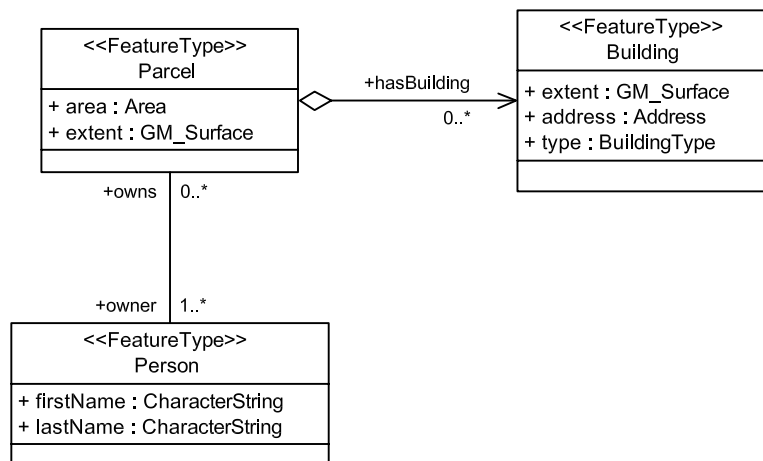 <<FeatureType>>
Parcel
+ area : Area
+ extent : GM_Surface
+hasBuilding
0..*
<<FeatureType>>
Building
+ extent : GM_Surface
+ address : Address
+ type : BuildingType
+owns 0..*
+owner 1..*
<<FeatureType>>
Person
+ firstName : CharacterString
+ lastName : CharacterString